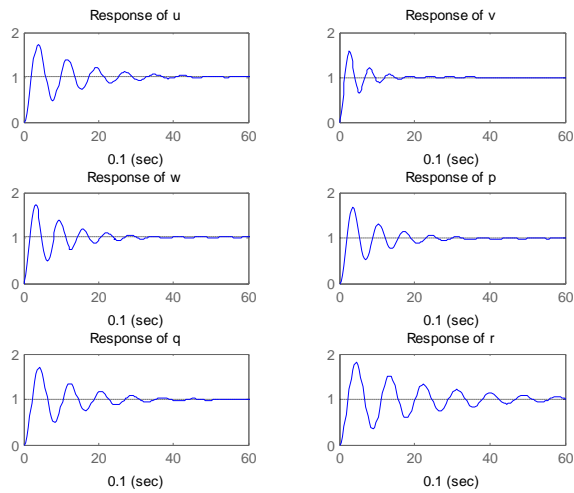 Response of u
Response of v
2
1
0
0 20 40 60
0.1 (sec)
2
1
0
0 20 40 60
0.1 (sec)
Response of w
Response of p
2
1
0
0 20 40 60
0.1 (sec)
2
1
0
0 20 40 60
0.1 (sec)
Response of q
Response of r
2
1
0
0 20 40 60
0.1 (sec)
2
1
0
0 20 40 60
0.1 (sec)